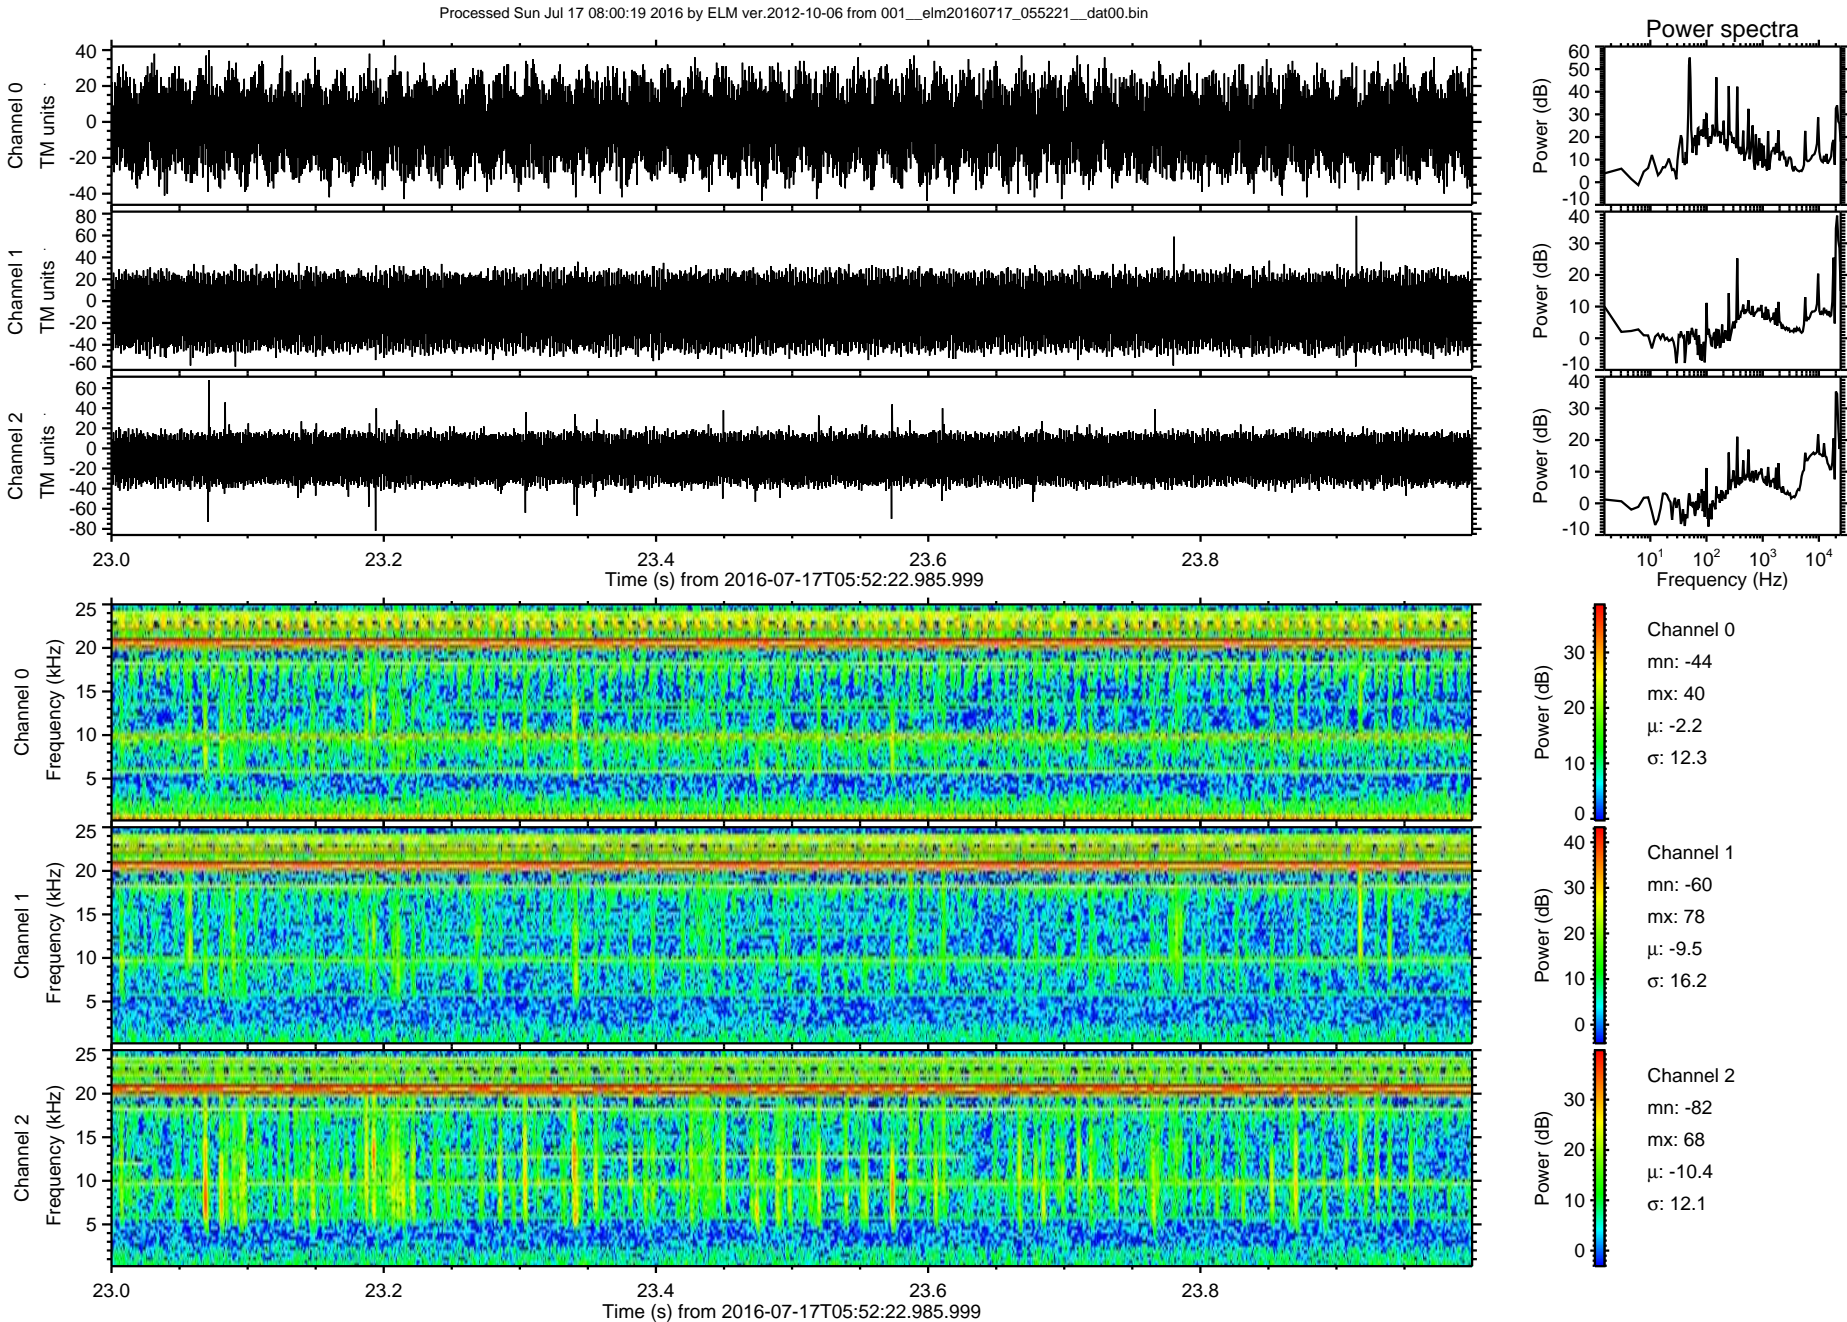 Processed Sun Jul 17 08:00:19 2016 by ELM ver.2012-10-06 from 001__elm20160717_055221__dat00.bin
Power spectra
Channel 0
TM units
40
20
0
-20
-40
Power (dB)
60
50
40
30
20
10
0
-10
Channel 1
TM units
80
60
40
20
0
-20
-40
-60
Power (dB)
40
30
20
10
0
-10
Channel 2
TM units
60
40
20
0
-20
-40
-60
-80
Power (dB)
40
30
20
10
0
-10
23.0 23.2 23.4 23.6 23.8
Time (s) from 2016-07-17T05:52:22.985.999
10^1 10^2 10^3 10^4
Frequency (Hz)
Channel 0
Frequency (kHz)
25
20
15
10
5
Power (dB)
30
20
10
0
Channel 0
mn: -44
mx: 40
μ: -2.2
σ: 12.3
Channel 1
Frequency (kHz)
25
20
15
10
5
Power (dB)
40
30
20
10
0
Channel 1
mn: -60
mx: 78
μ: -9.5
σ: 16.2
Channel 2
Frequency (kHz)
25
20
15
10
5
Power (dB)
30
20
10
0
Channel 2
mn: -82
mx: 68
μ: -10.4
σ: 12.1
23.0 23.2 23.4 23.6 23.8
Time (s) from 2016-07-17T05:52:22.985.999